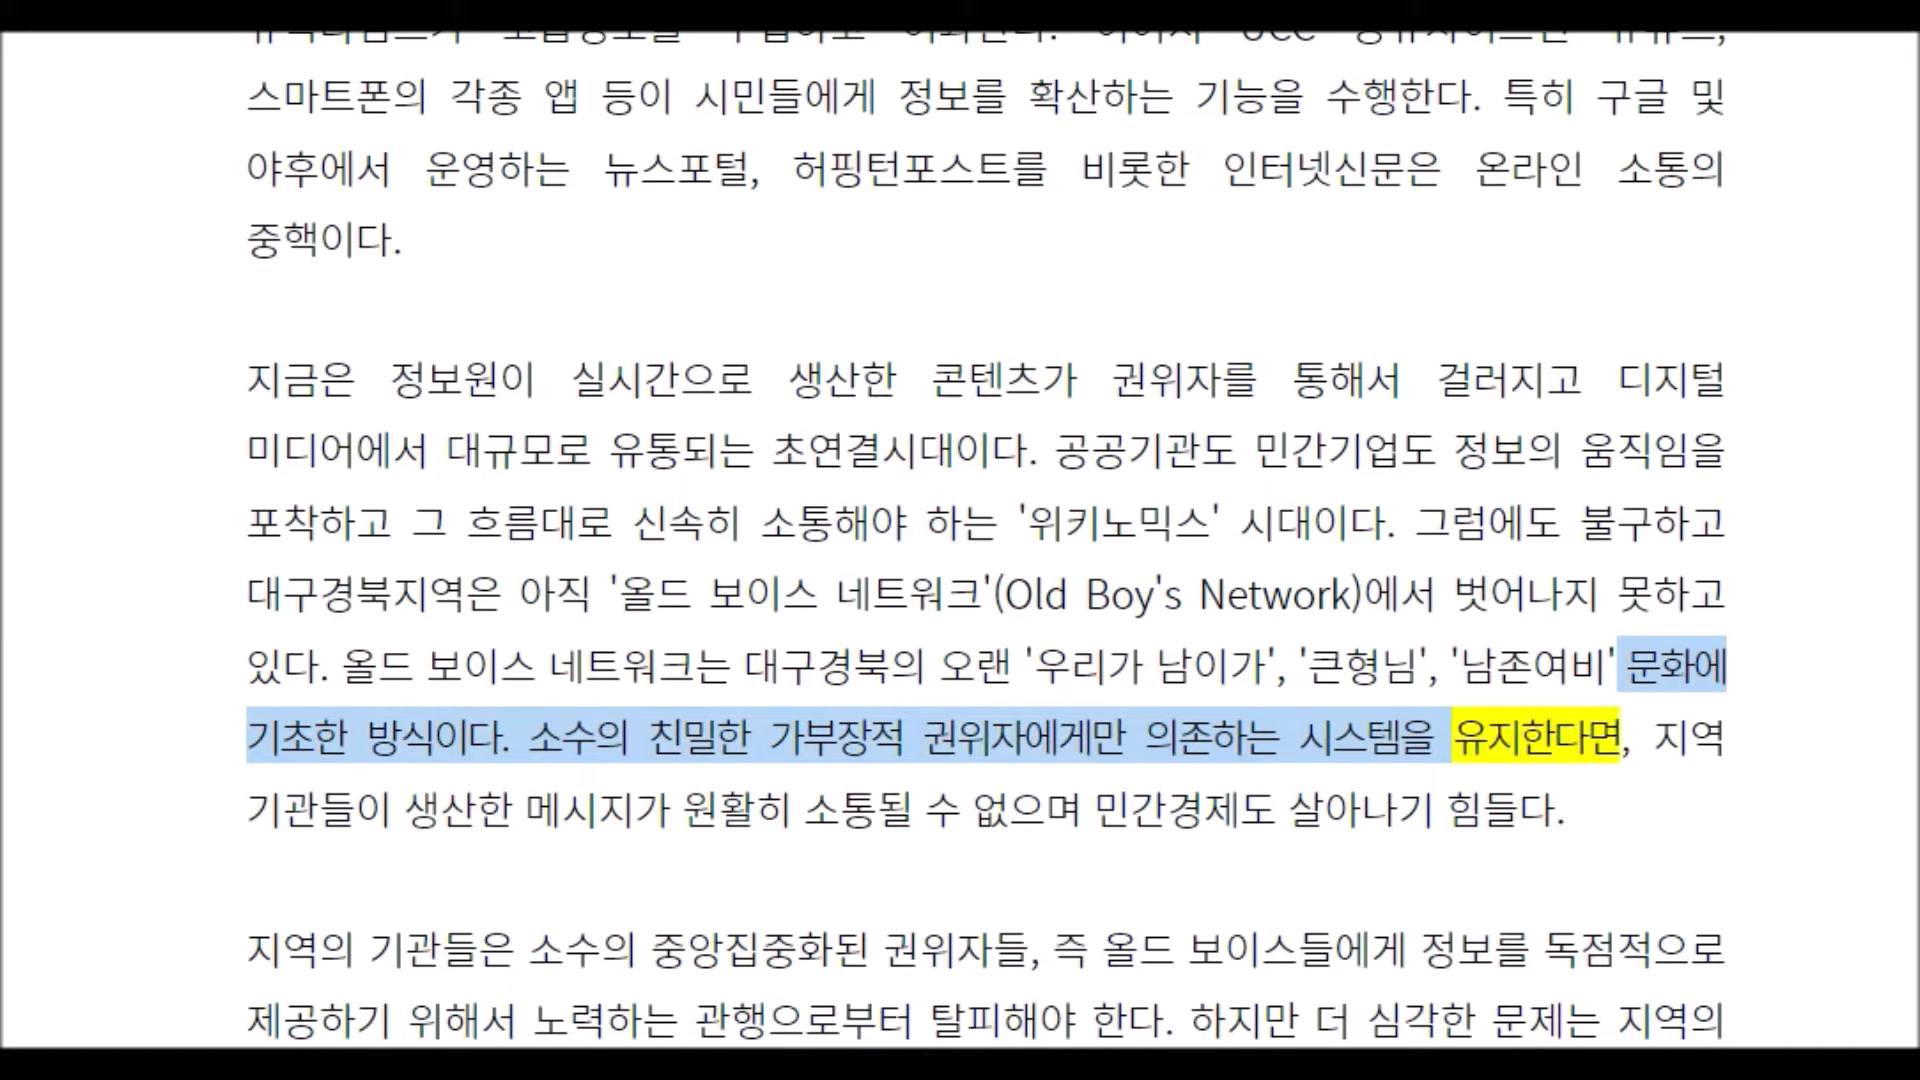 스마트폰의 각종 앱 등이 시민들에게 정보를 확산하는 기능을 수행한다. 특히 구글 및
야후에서 운영하는 뉴스포털, 허핑턴포스트를 비롯한 인터넷신문은 온라인 소통의
중핵이다.
지금은 정보원이 실시간으로 생산한 콘텐츠가 권위자를 통해서 걸러지고 디지털
미디어에서 대규모로 유통되는 초연결시대이다. 공공기관도 민간기업도 정보의 움직임을
포착하고 그 흐름대로 신속히 소통해야 하는 '위키노믹스' 시대이다. 그럼에도 불구하고
대구경북지역은 아직 '올드 보이스 네트워크'(Old Boy's Network)에서 벗어나지 못하고
있다. 올드 보이스 네트워크는 대구경북의 오랜 '우리가 남이가', '큰형님', '남존여비' 문화에
기초한 방식이다. 소수의 친밀한 가부장적 권위자에게만 의존하는 시스템을 유지한다면, 지역
기관들이 생산한 메시지가 원활히 소통될 수 없으며 민간경제도 살아나기 힘들다.
지역의 기관들은 소수의 중앙집중화된 권위자들, 즉 올드 보이스들에게 정보를 독점적으로
제공하기 위해서 노력하는 관행으로부터 탈피해야 한다. 하지만 더 심각한 문제는 지역의